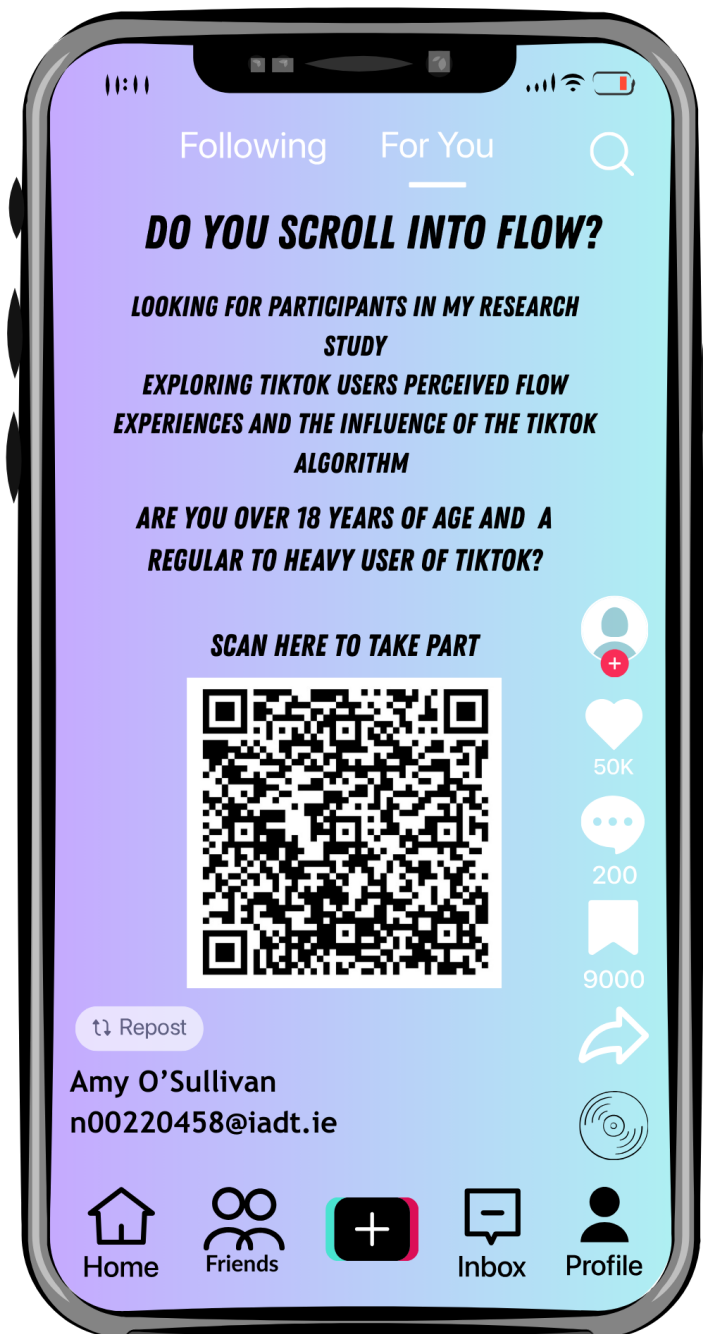 11:11
Following For You
DO YOU SCROLL INTO FLOW?
LOOKING FOR PARTICIPANTS IN MY RESEARCH
STUDY
EXPLORING TIKTOK USERS PERCEIVED FLOW
EXPERIENCES AND THE INFLUENCE OF THE TIKTOK
ALGORITHM
ARE YOU OVER 18 YEARS OF AGE AND A
REGULAR TO HEAVY USER OF TIKTOK?
SCAN HERE TO TAKE PART
50K
200
9000
Repost
Amy O'Sullivan
n00220458@iadt.ie
Home Friends Inbox Profile